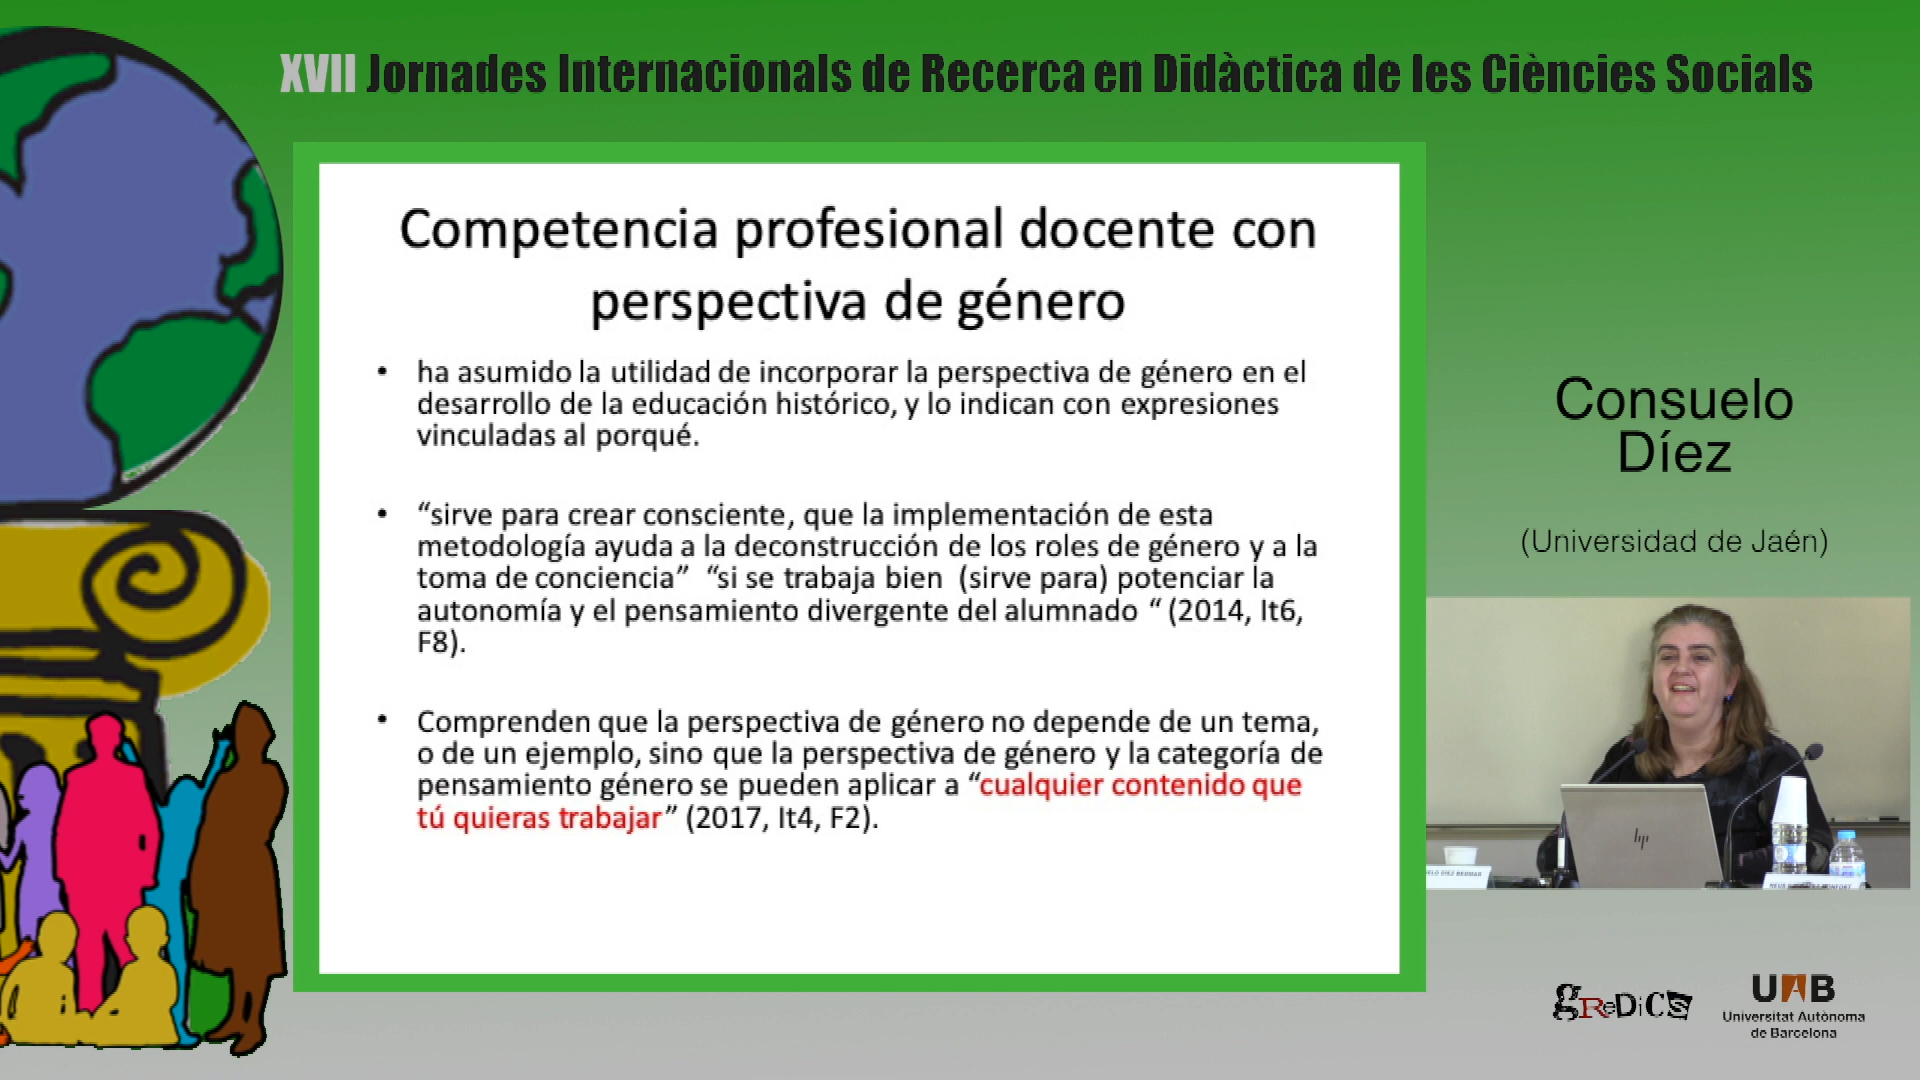 XVII Jornades Internacionals de Recerca en Didàctica de les Ciències Socials
Competencia profesional docente con
perspectiva de género
• ha asumido la utilidad de incorporar la perspectiva de género en el
desarrollo de la educación histórico, y lo indican con expresiones
vinculadas al porqué.
• “sirve para crear consciente, que la implementación de esta
metodología ayuda a la deconstrucción de los roles de género y a la
toma de conciencia” “si se trabaja bien (sirve para) potenciar la
autonomía y el pensamiento divergente del alumnado “ (2014, It6,
F8).
• Comprenden que la perspectiva de género no depende de un tema,
o de un ejemplo, sino que la perspectiva de género y la categoría de
pensamiento género se pueden aplicar a “cualquier contenido que
tú quieras trabajar” (2017, It4, F2).
Consuelo
Díez
(Universidad de Jaén)
hp
gReDiCs
UAB
Universitat Autònoma
de Barcelona